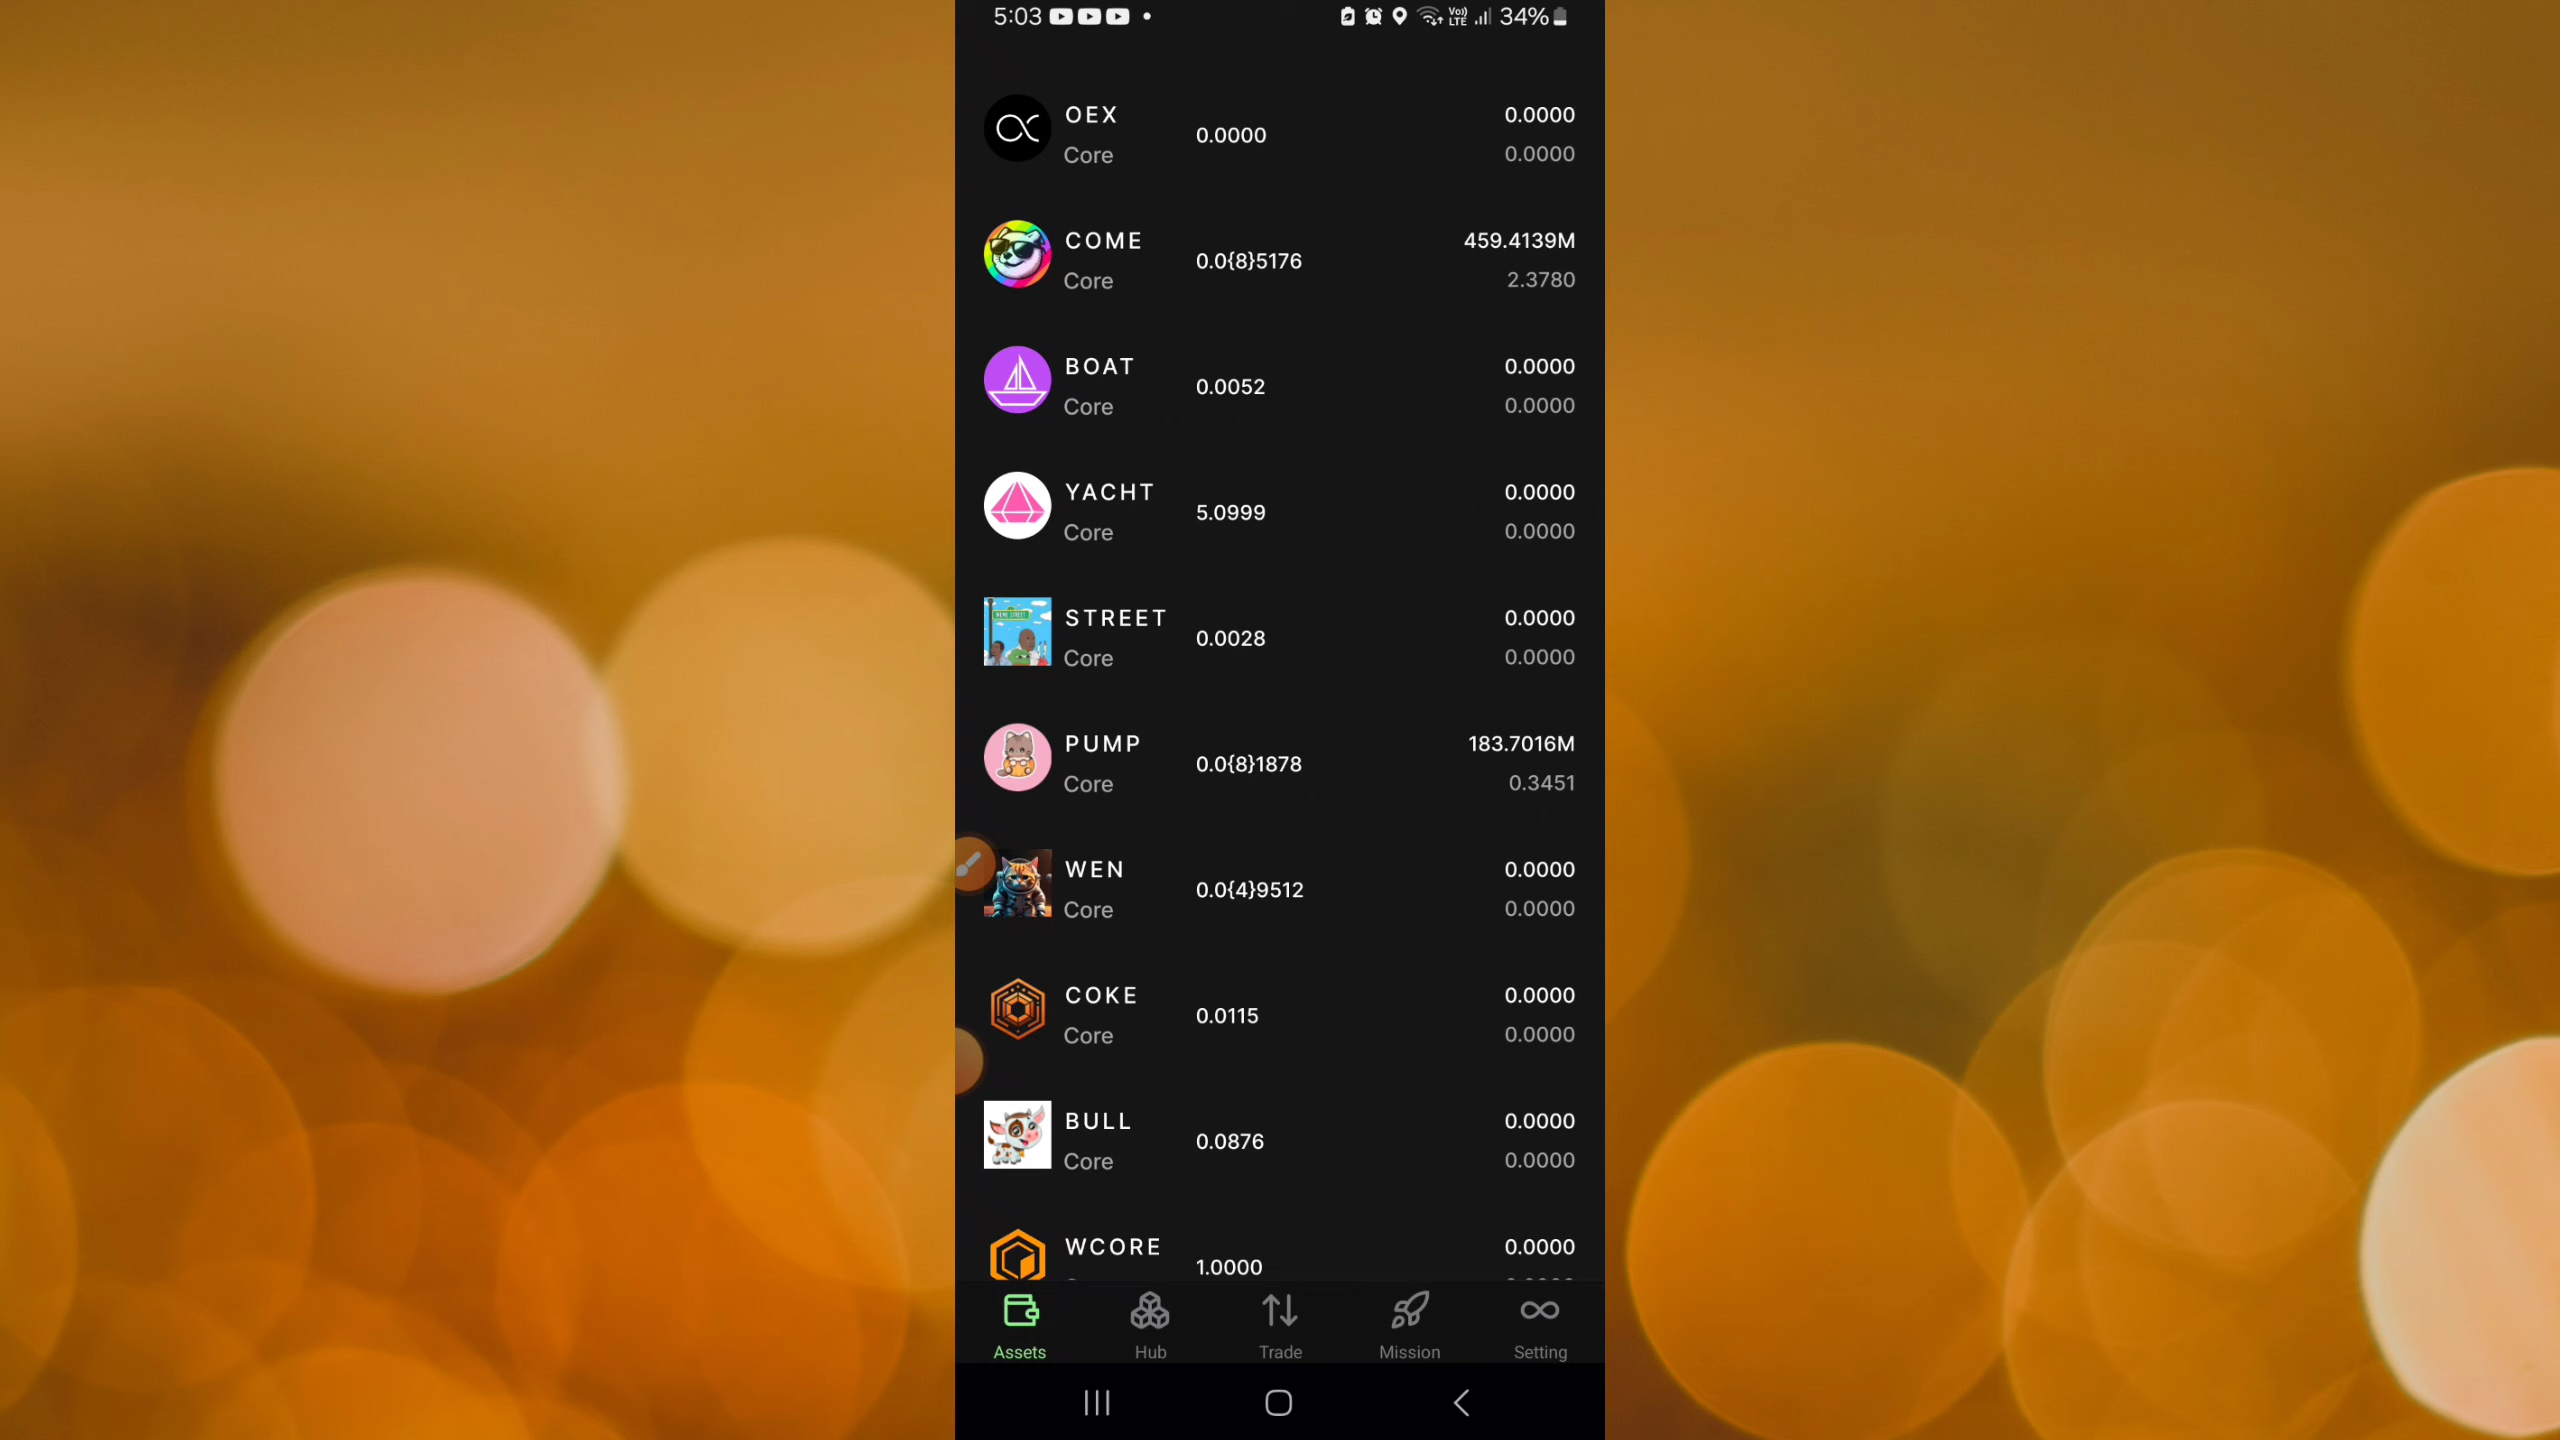 5:03 34%
Vo)) LTE
OEX 0.0000
Core 0.0000 0.0000
COME 459.4139M
Core 0.0{8}5176 2.3780
BOAT 0.0000
Core 0.0052 0.0000
YACHT 0.0000
Core 5.0999 0.0000
STREET 0.0000
Core 0.0028 0.0000
PUMP 183.7016M
Core 0.0{8}1878 0.3451
WEN 0.0000
Core 0.0{4}9512 0.0000
COKE 0.0000
Core 0.0115 0.0000
BULL 0.0000
Core 0.0876 0.0000
WCORE 0.0000
1.0000
Assets Hub Trade Mission Setting